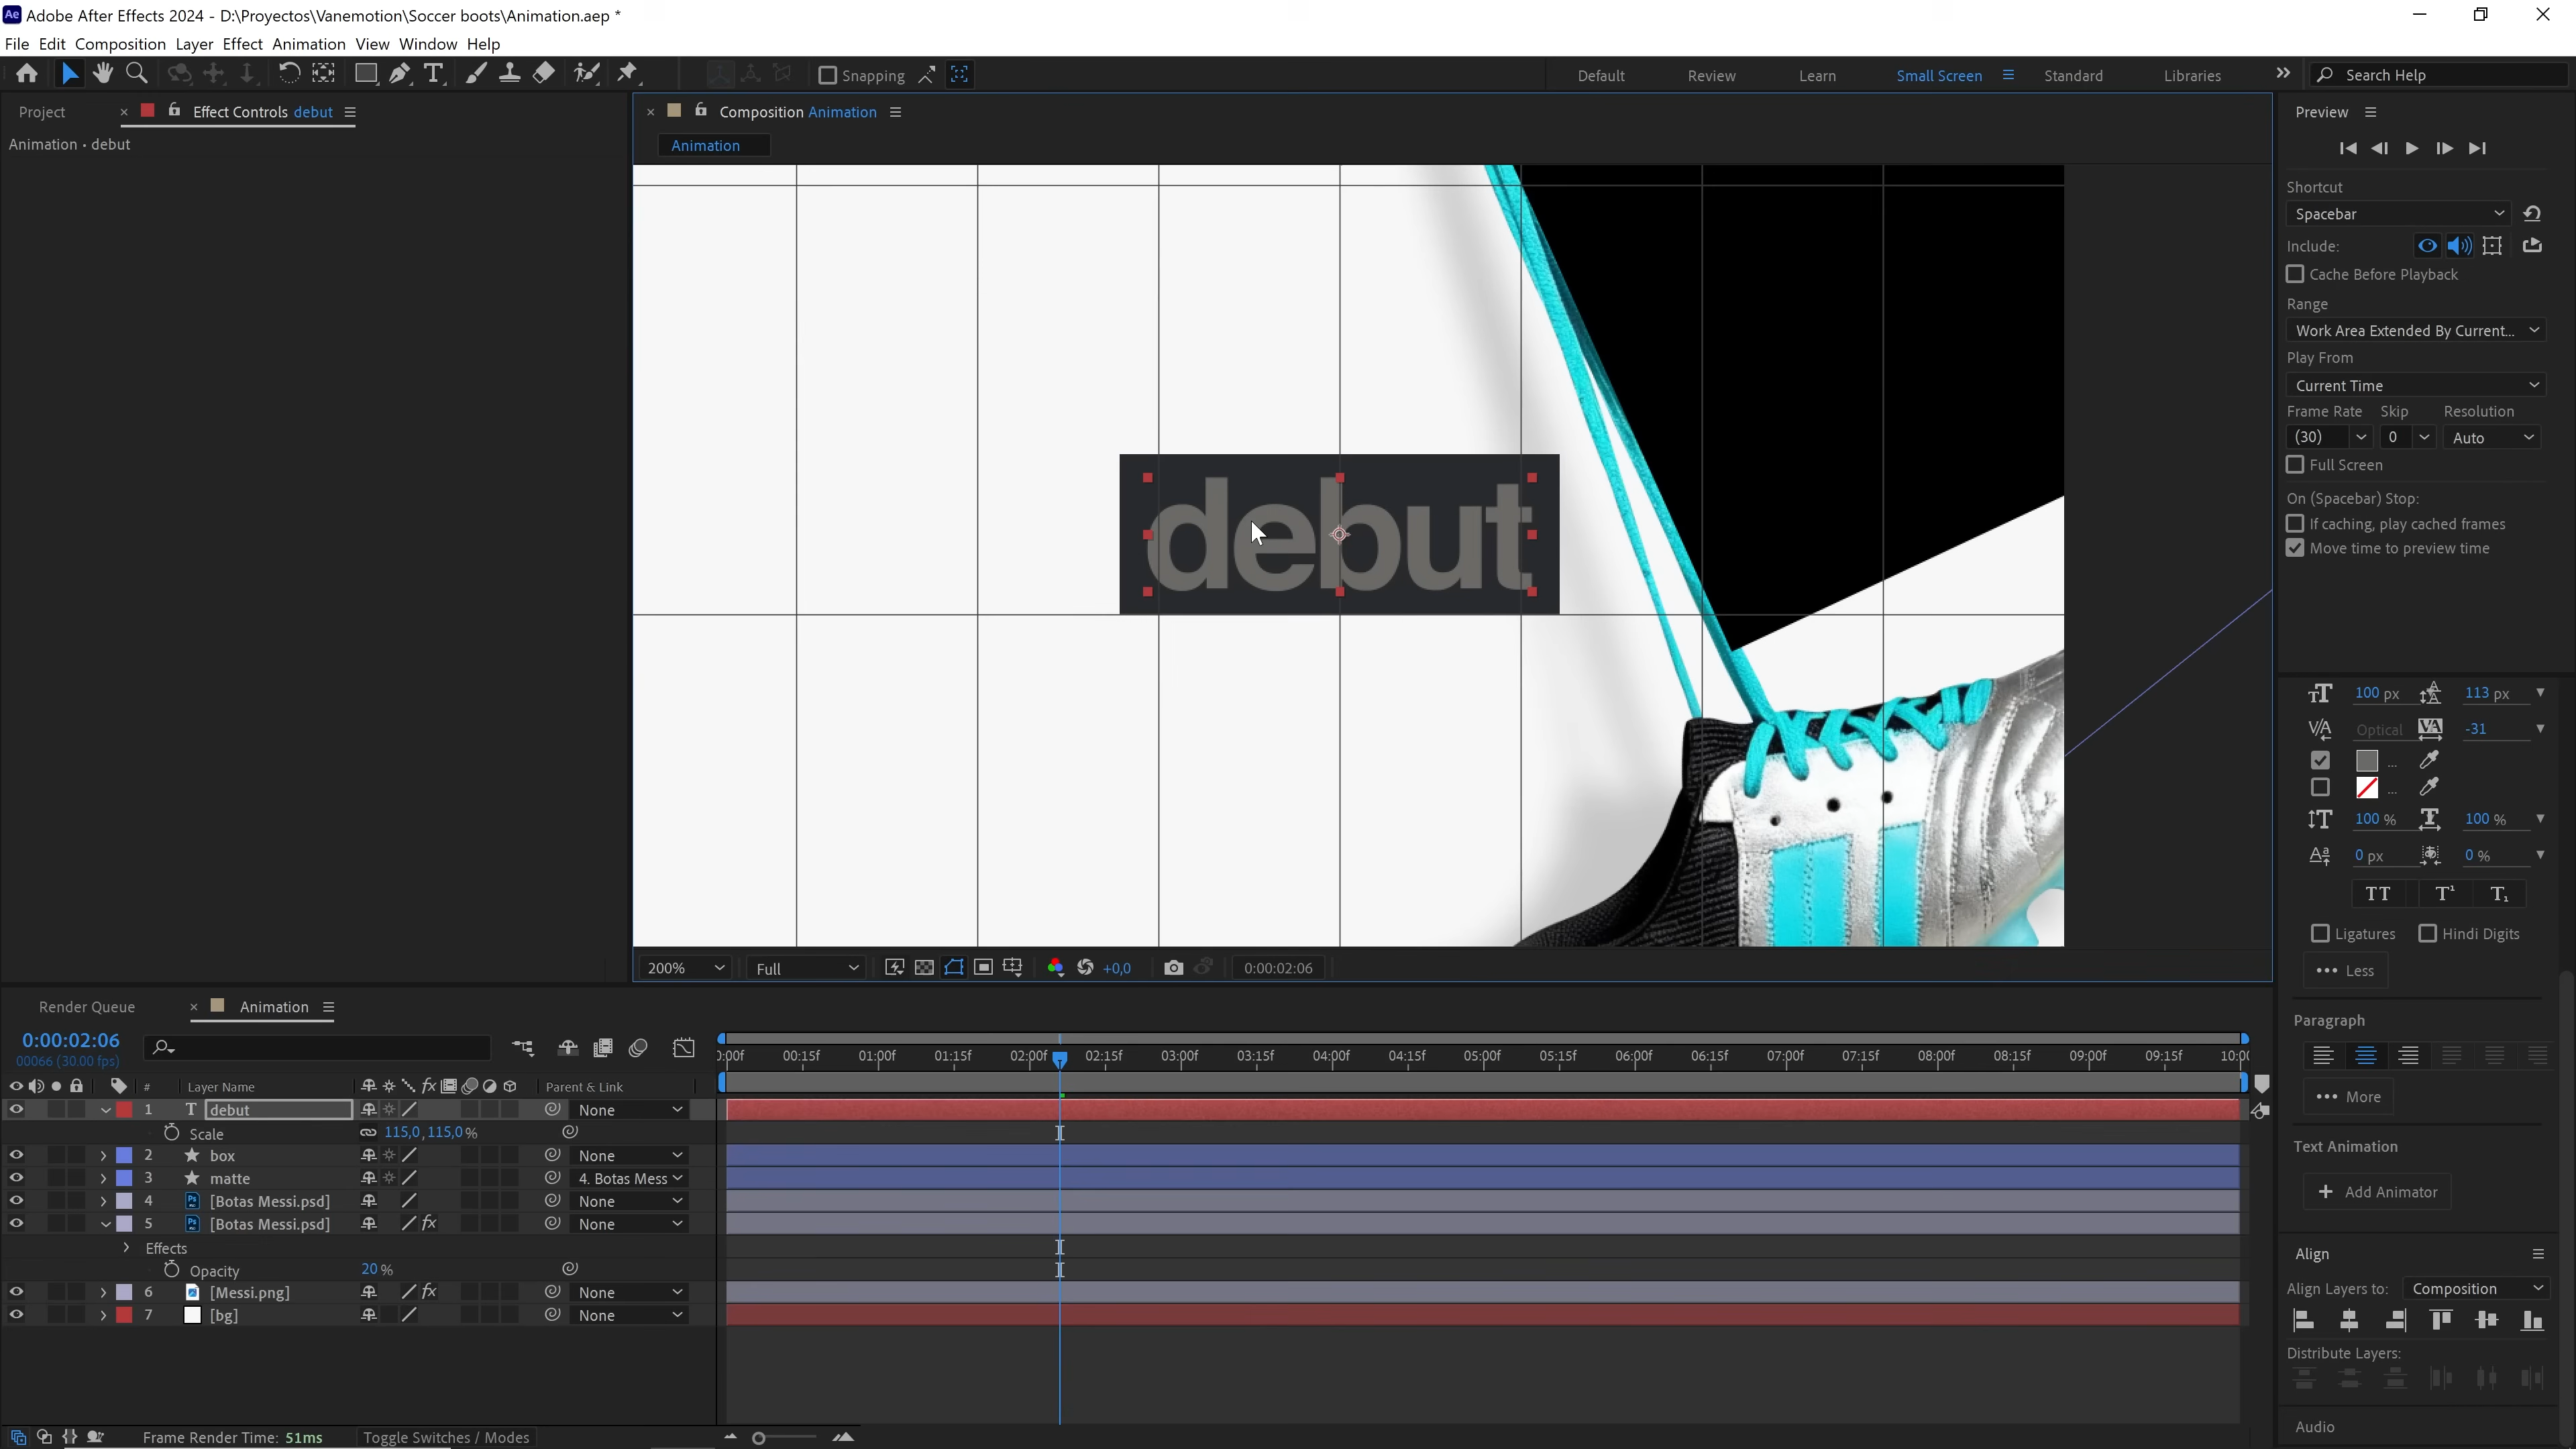 Adobe After Effects 2024 - D:\Proyectos\Vanemotion\Soccer boots\Animation.aep *
File Edit Composition Layer Effect Animation View Window Help
Snapping
Default Review Learn Small Screen Standard Libraries Search Help
Project Effect Controls debut
Animation • debut
Composition Animation
Animation
debut
200% Full +0,0 0:00:02:06
Preview
Shortcut
Spacebar
Include:
Cache Before Playback
Range
Work Area Extended By Current...
Play From
Current Time
Frame Rate Skip Resolution
(30) 0 Auto
Full Screen
On (Spacebar) Stop:
If caching, play cached frames
Move time to preview time
100 px 113 px
Optical -31
100 % 100 %
0 px 0 %
TT T¹ T₁
Ligatures Hindi Digits
Less
Paragraph
More
Text Animation
+ Add Animator
Align
Align Layers to: Composition
Distribute Layers:
Audio
Render Queue Animation
0:00:02:06
00066 (30.00 fps)
0:00f 00:15f 01:00f 01:15f 02:00f 02:15f 03:00f 03:15f 04:00f 04:15f 05:00f 05:15f 06:00f 06:15f 07:00f 07:15f 08:00f 08:15f 09:00f 09:15f 10:00
# Layer Name fx Parent & Link
1 T debut None
Scale 115,0,115,0%
2 box None
3 matte 4. Botas Mess
4 Ps [Botas Messi.psd] None
5 Ps [Botas Messi.psd] fx None
Effects
Opacity 20%
6 [Messi.png] fx None
7 [bg] None
Frame Render Time: 51ms Toggle Switches / Modes